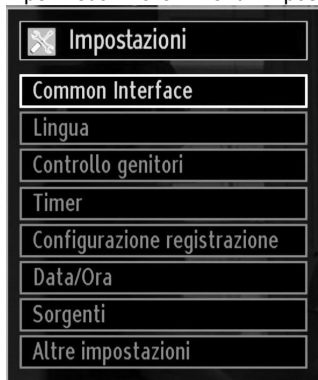 Impostazioni
Common Interface
Lingua
Controllo genitori
Timer
Configurazione registrazione
Data/Ora
Sorgenti
Altre impostazioni